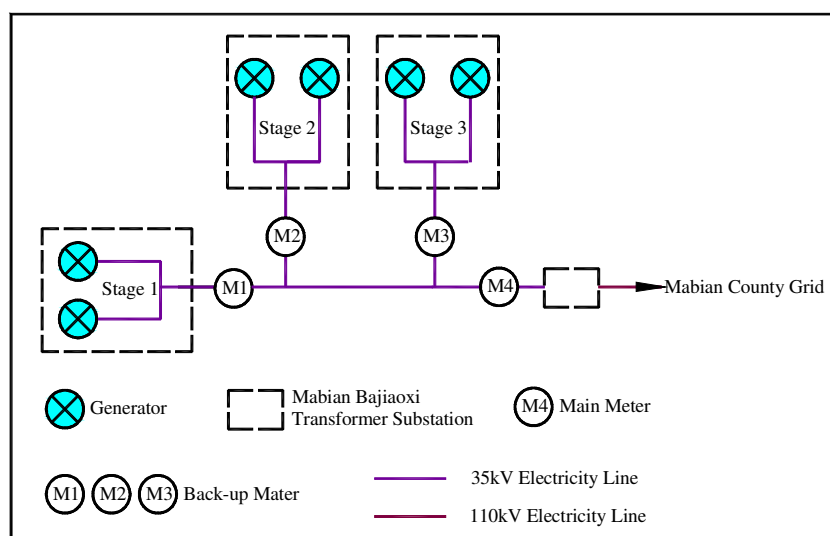 Stage 2
Stage 3
M2
M3
Stage 1
M1
M4
Mabian County Grid
Generator
Mabian Bajiaoxi
Transformer Substation
M4
Main Meter
M1
M2
M3
Back-up Mater
35kV Electricity Line
110kV Electricity Line